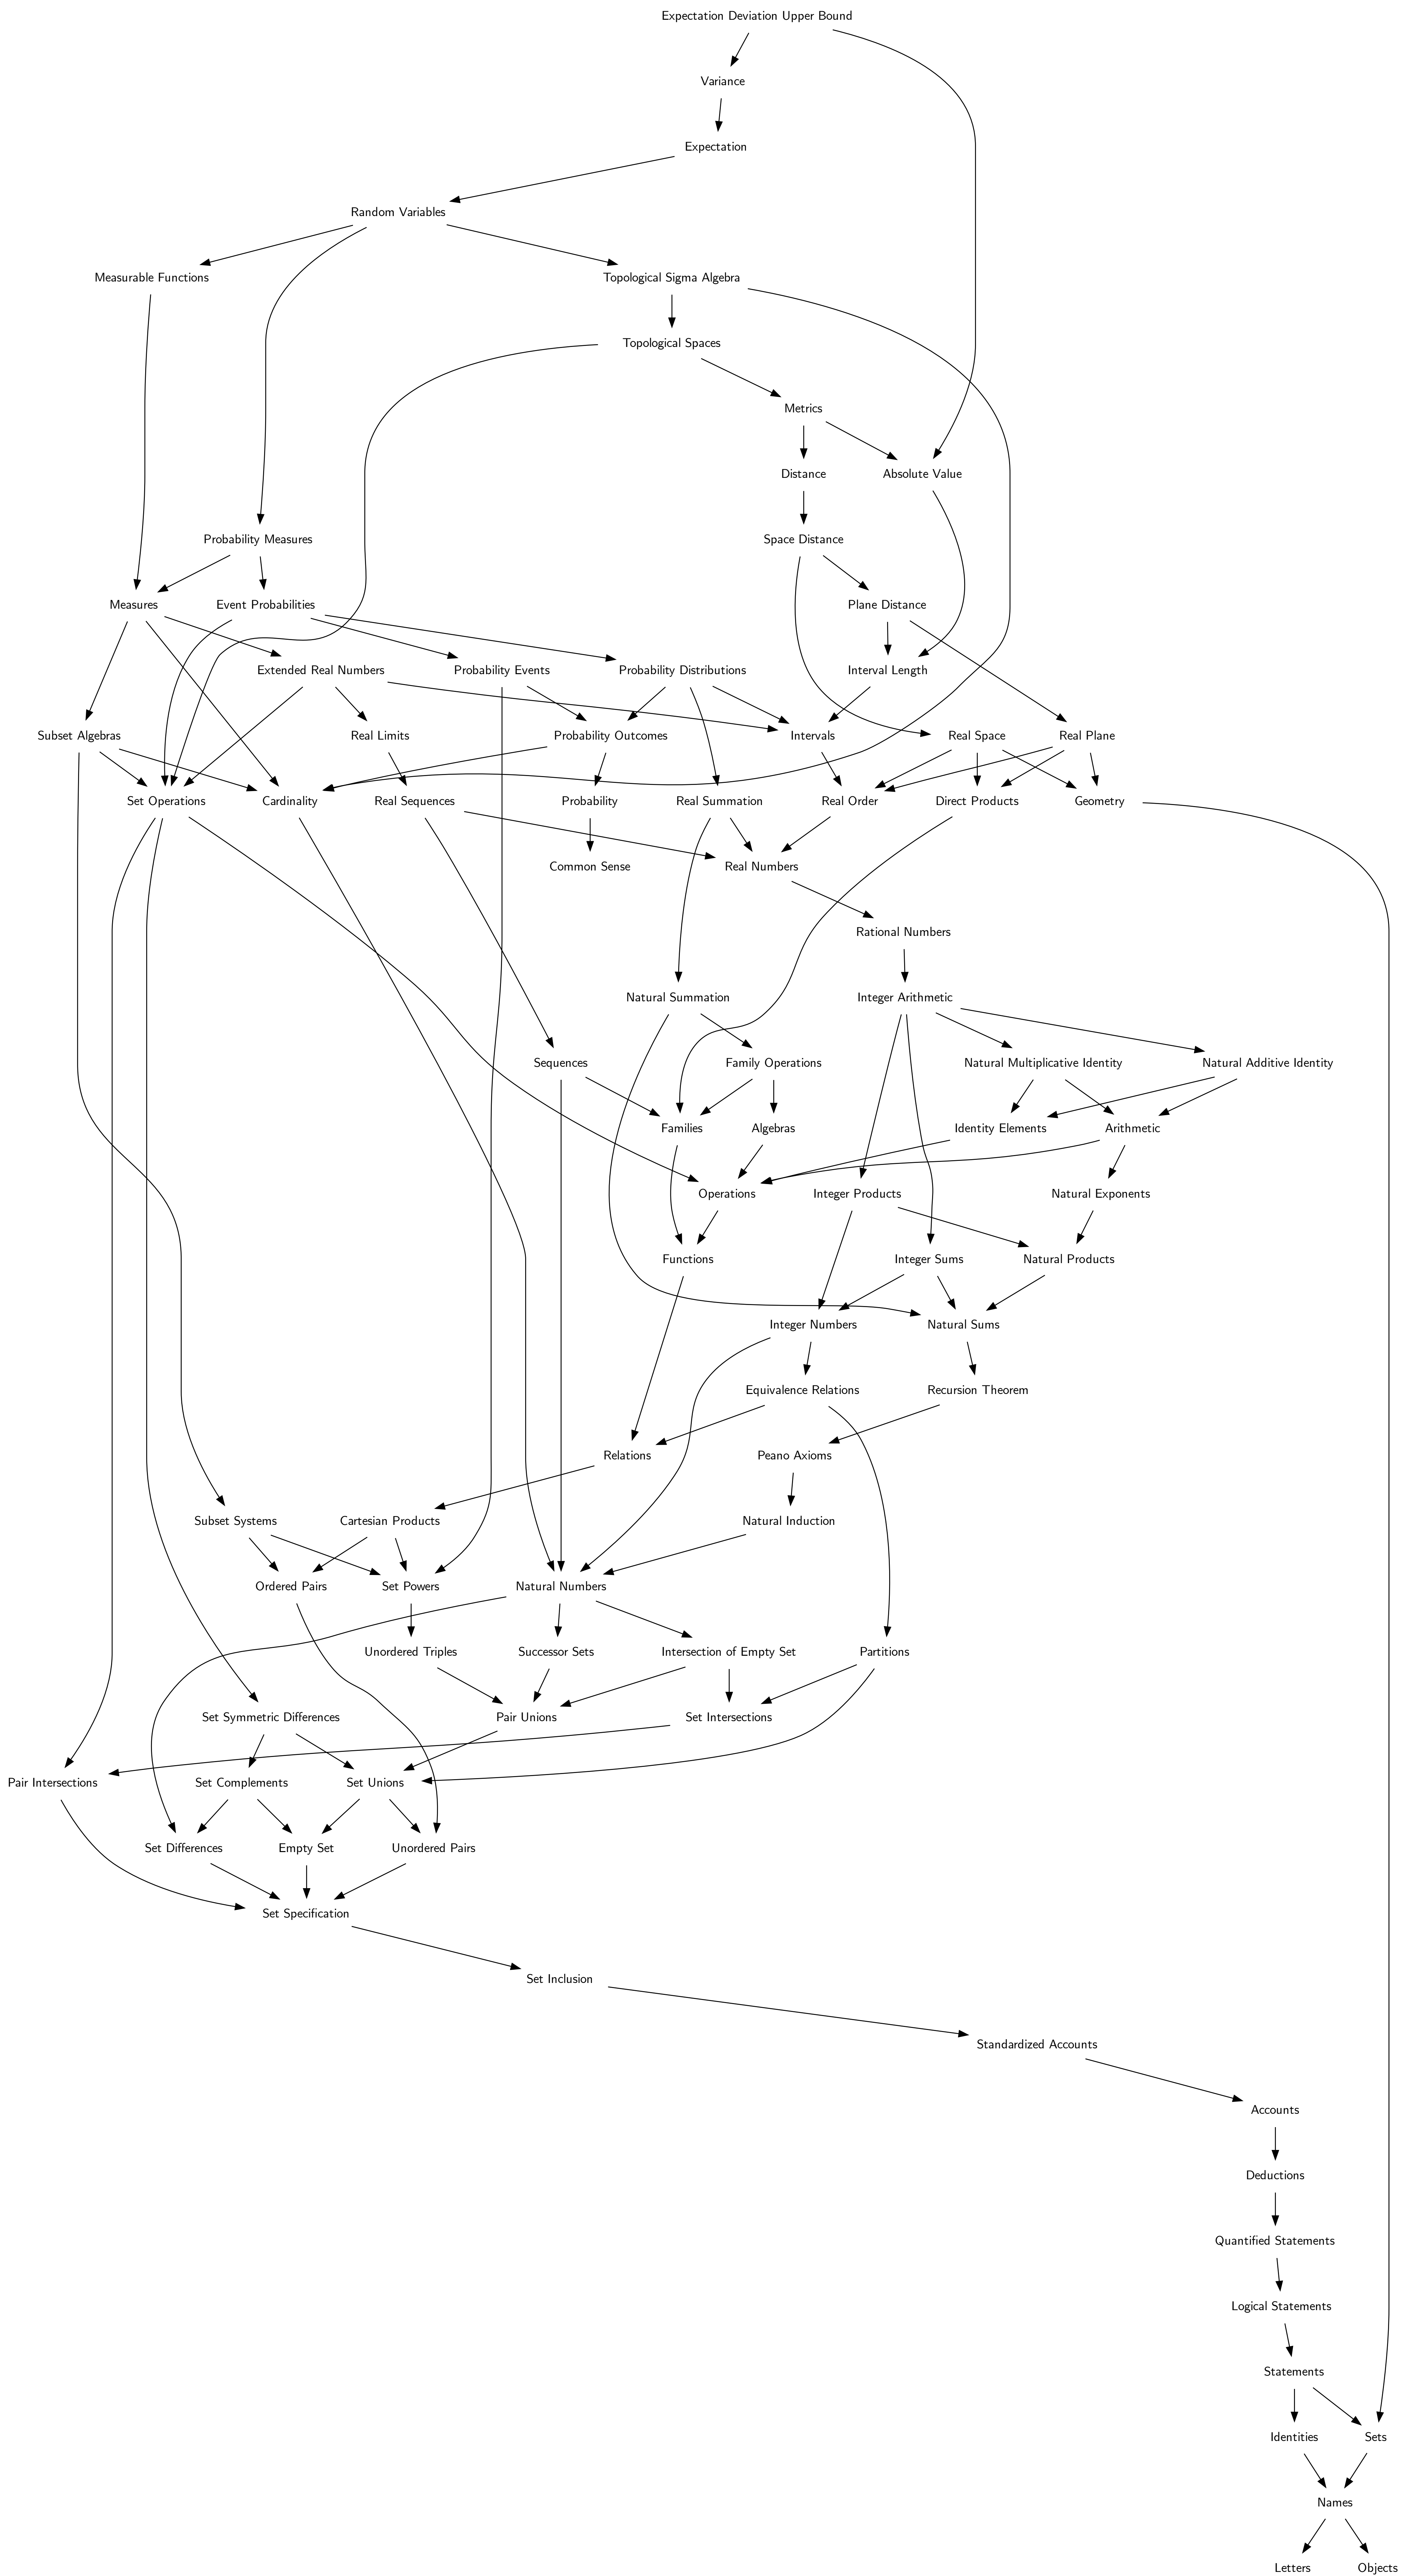 Expectation Deviation Upper Bound
Variance
Expectation
Random Variables
Measurable Functions
Topological Sigma Algebra
Topological Spaces
Metrics
Distance
Absolute Value
Probability Measures
Space Distance
Measures
Event Probabilities
Plane Distance
Extended Real Numbers
Probability Events
Probability Distributions
Interval Length
Subset Algebras
Real Limits
Probability Outcomes
Intervals
Real Space
Real Plane
Set Operations
Cardinality
Real Sequences
Probability
Real Summation
Real Order
Direct Products
Geometry
Common Sense
Real Numbers
Rational Numbers
Natural Summation
Integer Arithmetic
Sequences
Family Operations
Natural Multiplicative Identity
Natural Additive Identity
Families
Algebras
Identity Elements
Arithmetic
Operations
Integer Products
Natural Exponents
Functions
Integer Sums
Natural Products
Integer Numbers
Natural Sums
Equivalence Relations
Recursion Theorem
Relations
Peano Axioms
Subset Systems
Cartesian Products
Natural Induction
Ordered Pairs
Set Powers
Natural Numbers
Unordered Triples
Successor Sets
Intersection of Empty Set
Partitions
Set Symmetric Differences
Pair Unions
Set Intersections
Pair Intersections
Set Complements
Set Unions
Set Differences
Empty Set
Unordered Pairs
Set Specification
Set Inclusion
Standardized Accounts
Accounts
Deductions
Quantified Statements
Logical Statements
Statements
Identities
Sets
Names
Letters
Objects